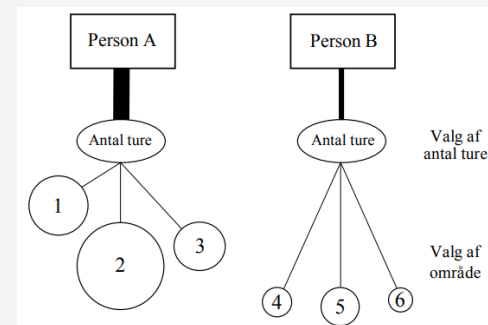 Person A
Person B
Antal ture
Antal ture
Valg af
antal ture
1
2
3
Valg af
område
4
5
6